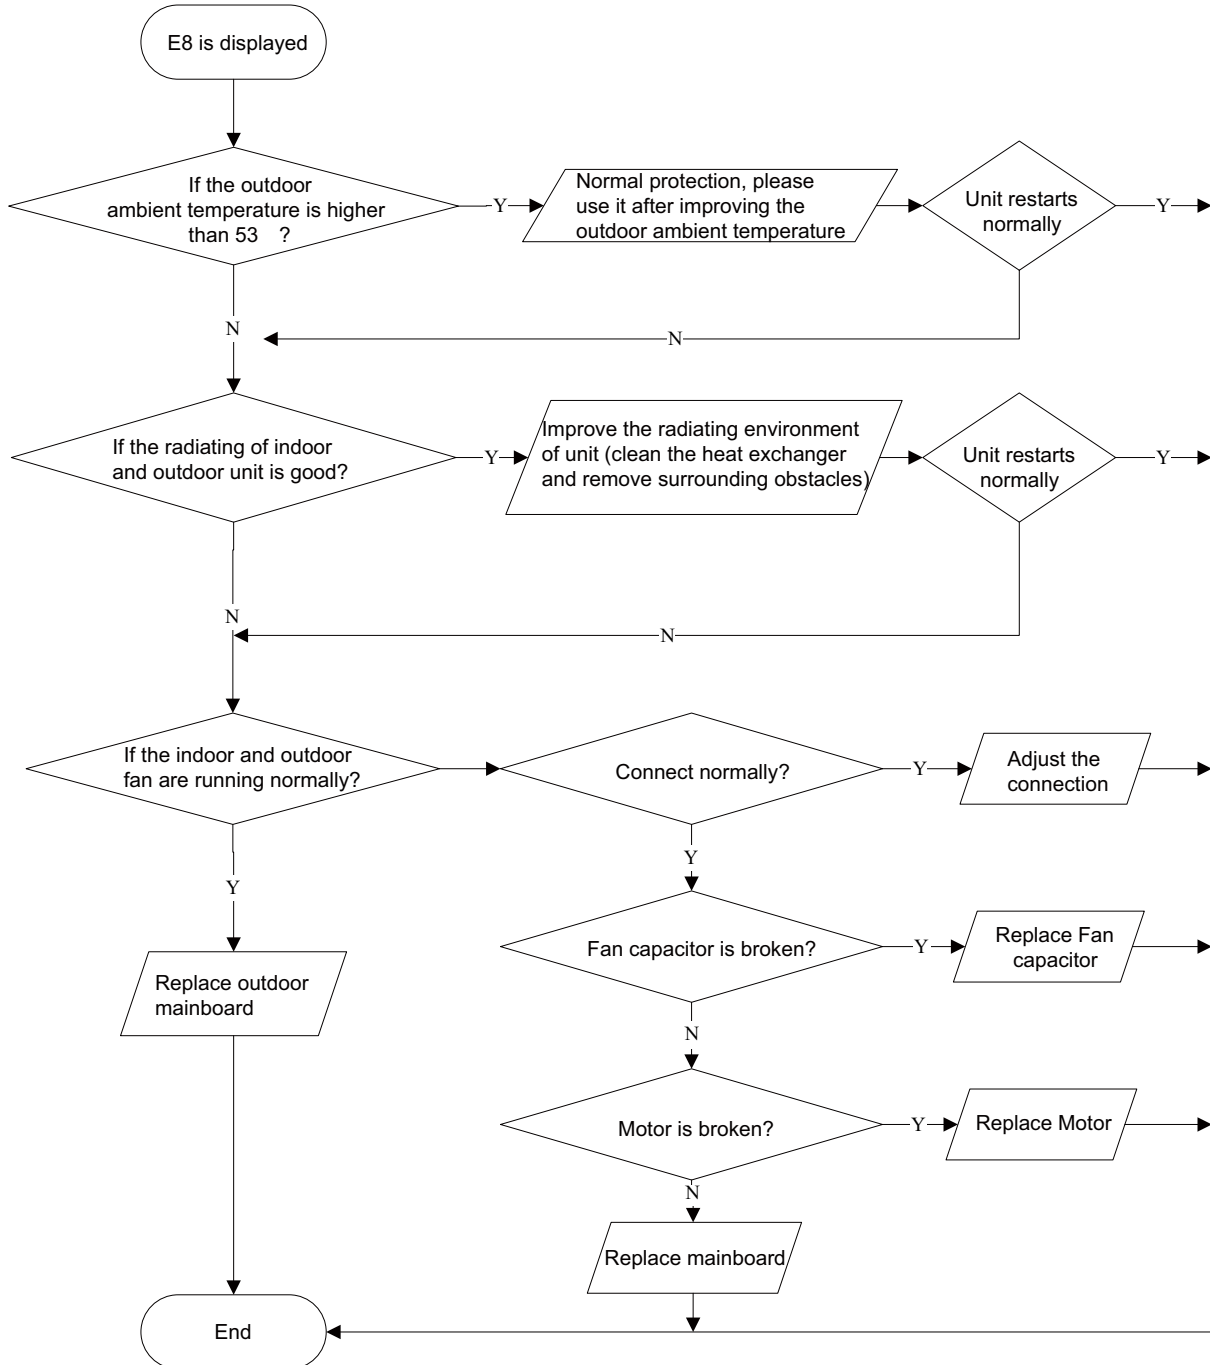 E8 is displayed
If the outdoor
ambient temperature is higher
than 53 ?
Y
Normal protection, please
use it after improving the
outdoor ambient temperature
Unit restarts
normally
Y
N
N
If the radiating of indoor
and outdoor unit is good?
Y
Improve the radiating environment
of unit (clean the heat exchanger
and remove surrounding obstacles)
Unit restarts
normally
Y
N
N
If the indoor and outdoor
fan are running normally?
Connect normally?
Y
Adjust the
connection
Y
Y
Fan capacitor is broken?
Y
Replace Fan
capacitor
Replace outdoor
mainboard
N
Motor is broken?
Y
Replace Motor
N
Replace mainboard
End